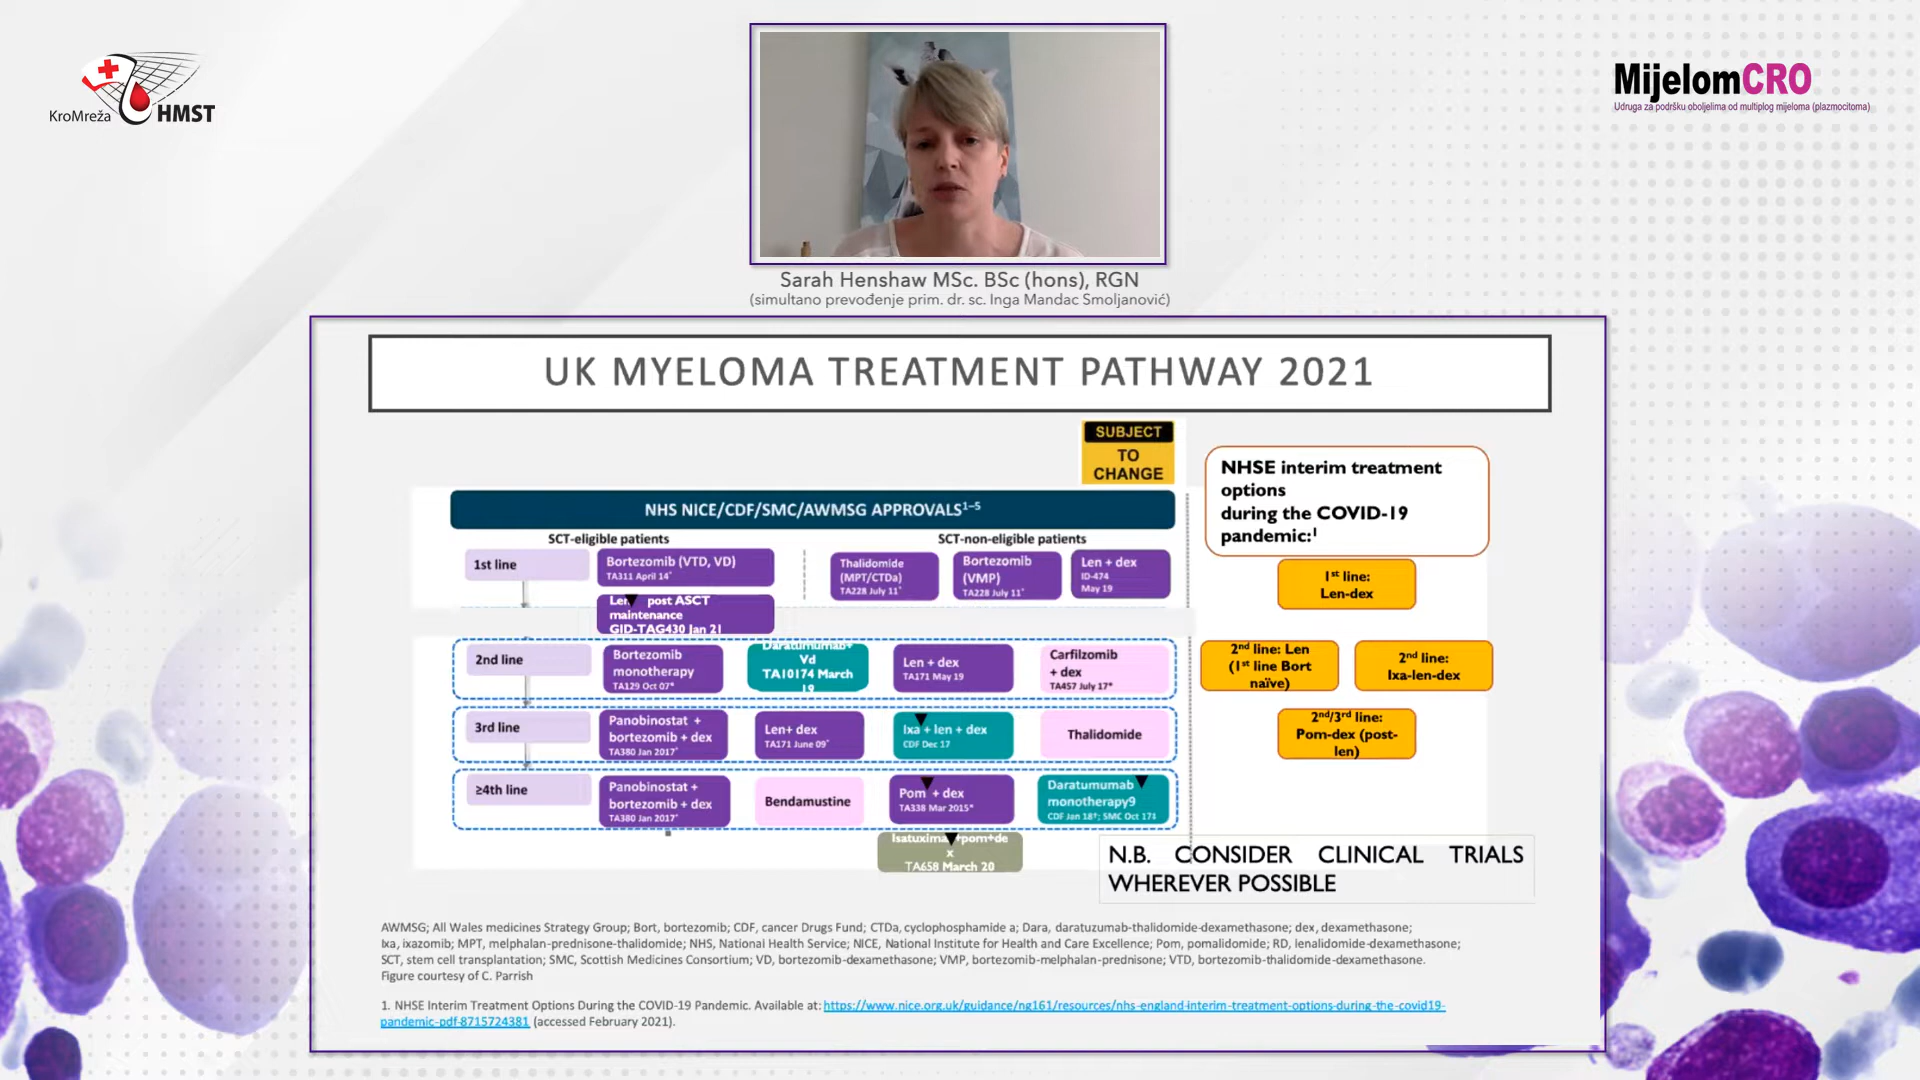 KroMreža HMST
MijelomCRO
Udruga za podršku oboljelima od multiplog mijeloma (plazmocitoma)
Sarah Henshaw MSc. BSc (hons), RGN
(simultano prevođenje prim. dr. sc. Inga Mandac Smoljanović)
UK MYELOMA TREATMENT PATHWAY 2021
SUBJECT
TO
CHANGE
NHS NICE/CDF/SMC/AWMSG APPROVALS¹⁻⁵
SCT-eligible patients
SCT-non-eligible patients
1st line
Bortezomib (VTD, VD)
TA311 April 14*
Thalidomide
(MPT/CTDa)
TA228 July 11*
Bortezomib
(VMP)
TA228 July 11*
Len + dex
ID-474
May 19
Len post ASCT
maintenance
GID-TAG430 Jan 21
2nd line
Bortezomib
monotherapy
TA129 Oct 07*
Daratumumab+
Vd
TA10174 March
19
Len + dex
TA171 May 19
Carfilzomib
+ dex
TA457 July 17*
3rd line
Panobinostat +
bortezomib + dex
TA380 Jan 2017*
Len+ dex
TA171 June 09*
Ixa + len + dex
CDF Dec 17
Thalidomide
≥4th line
Panobinostat +
bortezomib + dex
TA380 Jan 2017*
Bendamustine
Pom + dex
TA338 Mar 2015*
Daratumumab
monotherapy9
CDF Jan 18†; SMC Oct 17‡
+pom+de
x
TA658 March 20
NHSE interim treatment
options
during the COVID-19
pandemic:¹
1st line:
Len-dex
2nd line: Len
(1st line Bort
naïve)
2nd line:
Ixa-len-dex
2nd/3rd line:
Pom-dex (post-
len)
N.B. CONSIDER CLINICAL TRIALS
WHEREVER POSSIBLE
AWMSG; All Wales medicines Strategy Group; Bort, bortezomib; CDF, cancer Drugs Fund; CTDa, cyclophosphamide a; Dara, daratuzumab-thalidomide-dexamethasone; dex, dexamethasone;
Ixa, ixazomib; MPT, melphalan-prednisone-thalidomide; NHS, National Health Service; NICE, National Institute for Health and Care Excellence; Pom, pomalidomide; RD, lenalidomide-dexamethasone;
SCT, stem cell transplantation; SMC, Scottish Medicines Consortium; VD, bortezomib-dexamethasone; VMP, bortezomib-melphalan-prednisone; VTD, bortezomib-thalidomide-dexamethasone.
Figure courtesy of C. Parrish
1. NHSE Interim Treatment Options During the COVID-19 Pandemic. Available at: https://www.nice.org.uk/guidance/ng161/resources/nhs-england-interim-treatment-options-during-the-covid19-
pandemic-pdf-8715724381 (accessed February 2021).